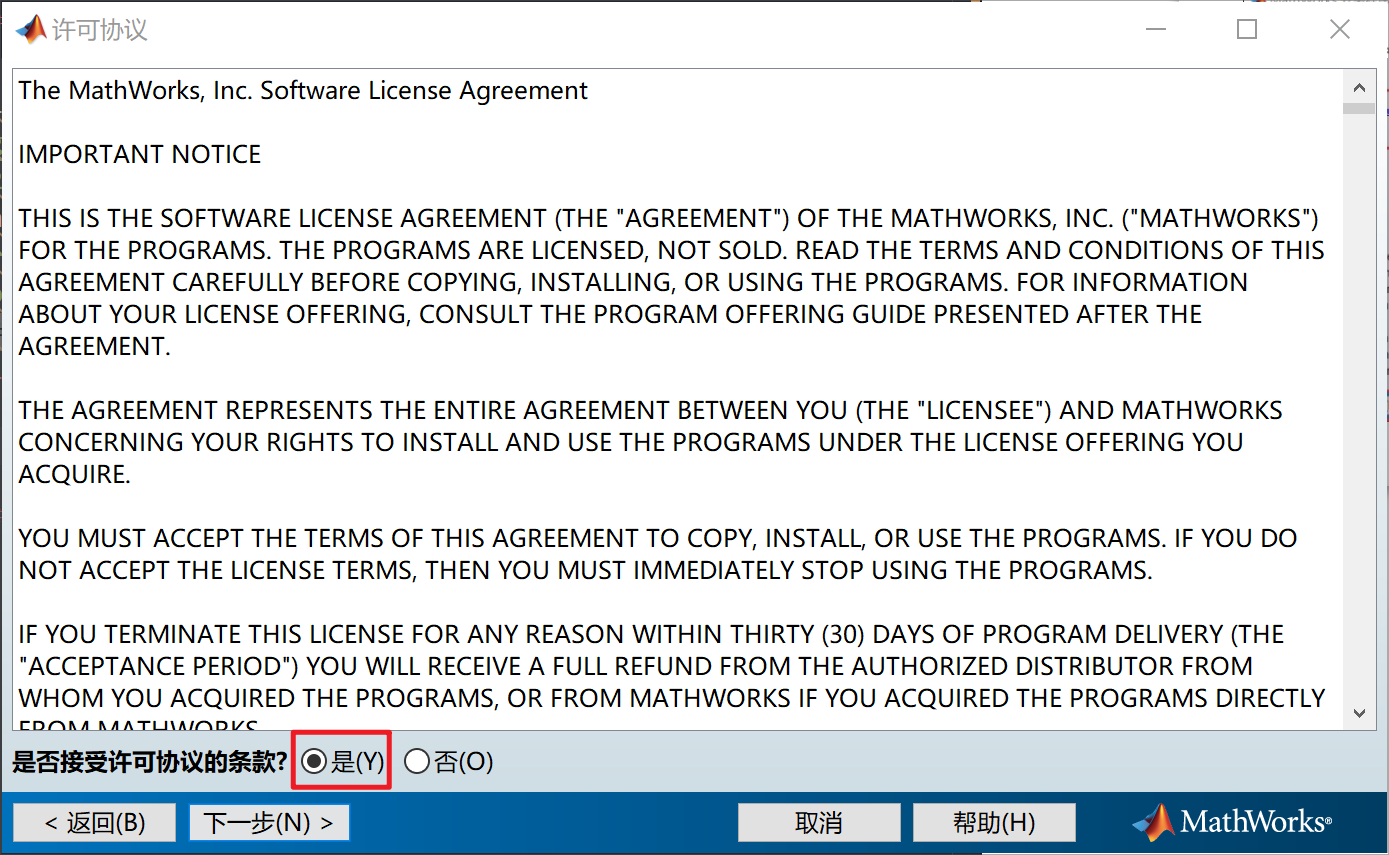 许可协议
The MathWorks, Inc. Software License Agreement
IMPORTANT NOTICE
THIS IS THE SOFTWARE LICENSE AGREEMENT (THE "AGREEMENT") OF THE MATHWORKS, INC. ("MATHWORKS")
FOR THE PROGRAMS. THE PROGRAMS ARE LICENSED, NOT SOLD. READ THE TERMS AND CONDITIONS OF THIS
AGREEMENT CAREFULLY BEFORE COPYING, INSTALLING, OR USING THE PROGRAMS. FOR INFORMATION
ABOUT YOUR LICENSE OFFERING, CONSULT THE PROGRAM OFFERING GUIDE PRESENTED AFTER THE
AGREEMENT.
THE AGREEMENT REPRESENTS THE ENTIRE AGREEMENT BETWEEN YOU (THE "LICENSEE") AND MATHWORKS
CONCERNING YOUR RIGHTS TO INSTALL AND USE THE PROGRAMS UNDER THE LICENSE OFFERING YOU
ACQUIRE.
YOU MUST ACCEPT THE TERMS OF THIS AGREEMENT TO COPY, INSTALL, OR USE THE PROGRAMS. IF YOU DO
NOT ACCEPT THE LICENSE TERMS, THEN YOU MUST IMMEDIATELY STOP USING THE PROGRAMS.
IF YOU TERMINATE THIS LICENSE FOR ANY REASON WITHIN THIRTY (30) DAYS OF PROGRAM DELIVERY (THE
"ACCEPTANCE PERIOD") YOU WILL RECEIVE A FULL REFUND FROM THE AUTHORIZED DISTRIBUTOR FROM
WHOM YOU ACQUIRED THE PROGRAMS, OR FROM MATHWORKS IF YOU ACQUIRED THE PROGRAMS DIRECTLY
FROM MATHWORKS.
是否接受许可协议的条款? 是(Y) 否(O)
< 返回(B) 下一步(N) > 取消 帮助(H) MathWorks®